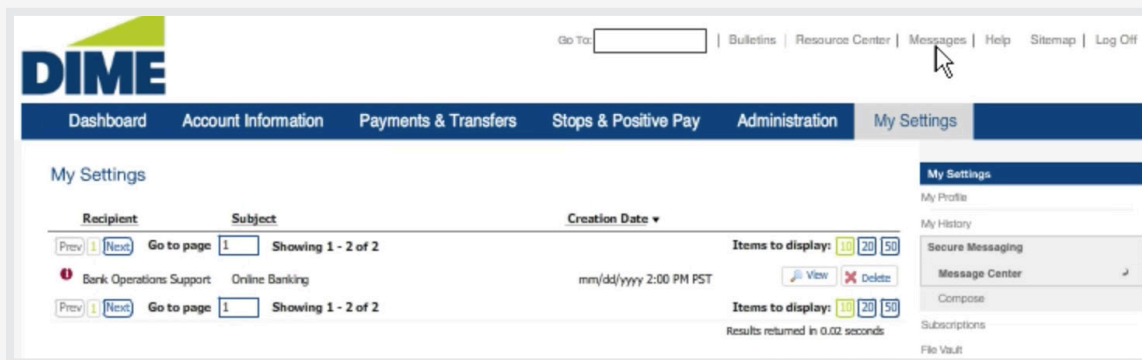 Go To: | Bulletins | Resource Center | Messages | Help Sitemap | Log Off
DIME
Dashboard Account Information Payments & Transfers Stops & Positive Pay Administration My Settings
My Settings
Recipient Subject Creation Date ▼
Prev 1 Next Go to page 1 Showing 1 - 2 of 2 Items to display: 10 20 50
Bank Operations Support Online Banking mm/dd/yyyy 2:00 PM PST View Delete
Prev 1 Next Go to page 1 Showing 1 - 2 of 2 Items to display: 10 20 50
Results returned in 0.02 seconds
My Settings
My Profile
My History
Secure Messaging
Message Center
Compose
Subscriptions
File Vault